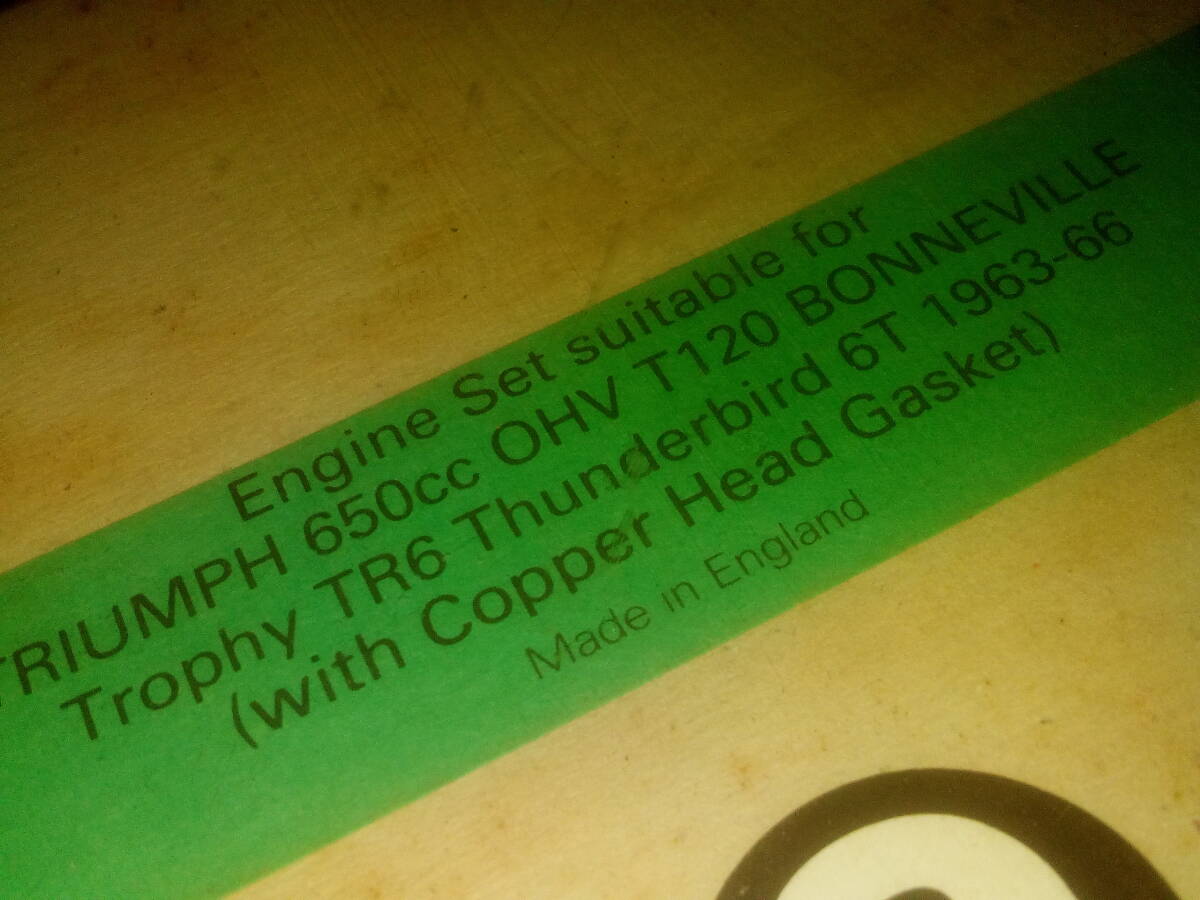 Engine Set suitable for
TRIUMPH 650cc OHV T120 BONNEVILLE
Trophy TR6 Thunderbird 6T 1963-66
(with Copper Head Gasket)
Made in England